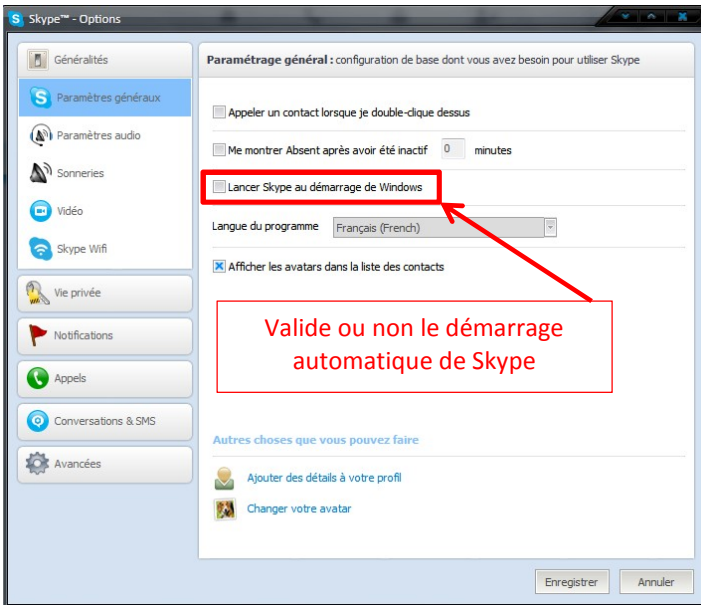 Skype™ - Options
Généralités
Paramètres généraux
Paramètres audio
Sonneries
Vidéo
Skype Wifi
Vie privée
Notifications
Appels
Conversations & SMS
Avancées
Paramétrage général : configuration de base dont vous avez besoin pour utiliser Skype
Appeler un contact lorsque je double-clique dessus
Me montrer Absent après avoir été inactif 0 minutes
Lancer Skype au démarrage de Windows
Langue du programme Français (French)
Afficher les avatars dans la liste des contacts
Valide ou non le démarrage
automatique de Skype
Autres choses que vous pouvez faire
Ajouter des détails à votre profil
Changer votre avatar
Enregistrer
Annuler